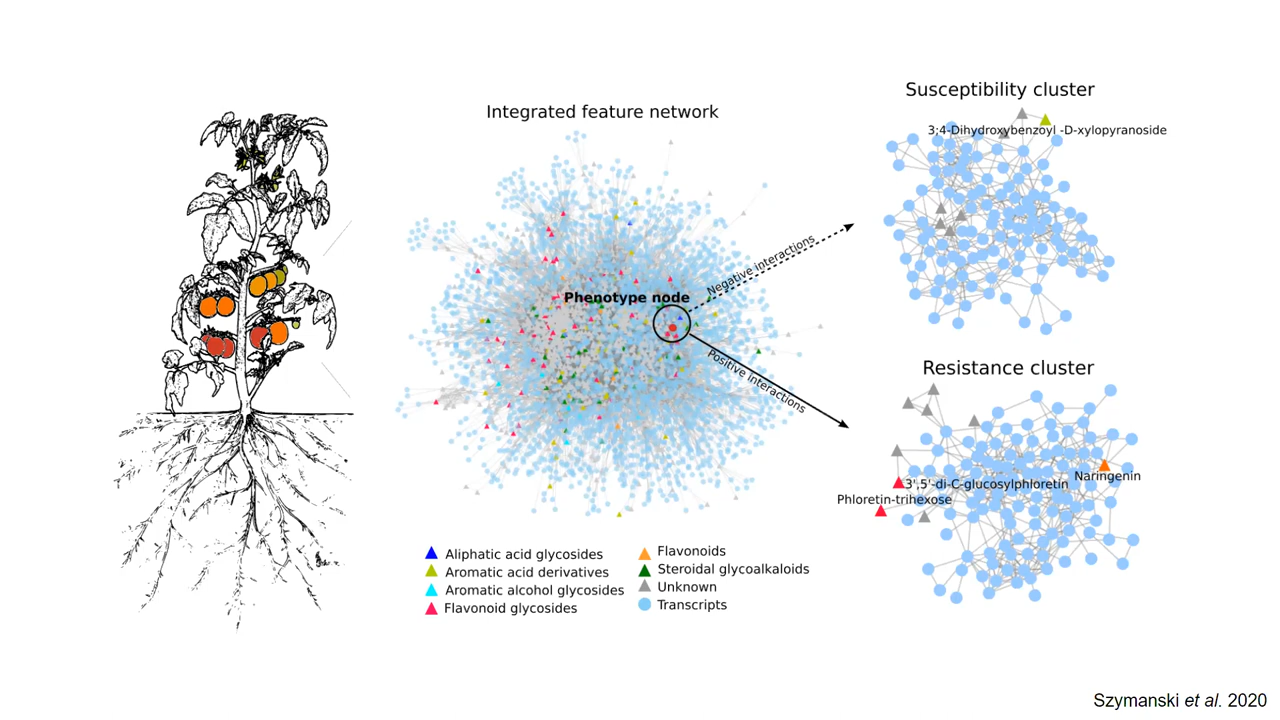 Susceptibility cluster
3:4-Dihydroxybenzoyl -D-xylopyranoside
Integrated feature network
Phenotype node
Negative interactions
Positive interactions
Resistance cluster
Naringenin
3',5'-di-C-glucosylphloretin
Phloretin-trihexose
Aliphatic acid glycosides
Aromatic acid derivatives
Aromatic alcohol glycosides
Flavonoid glycosides
Flavonoids
Steroidal glycoalkaloids
Unknown
Transcripts
Szymanski et al. 2020